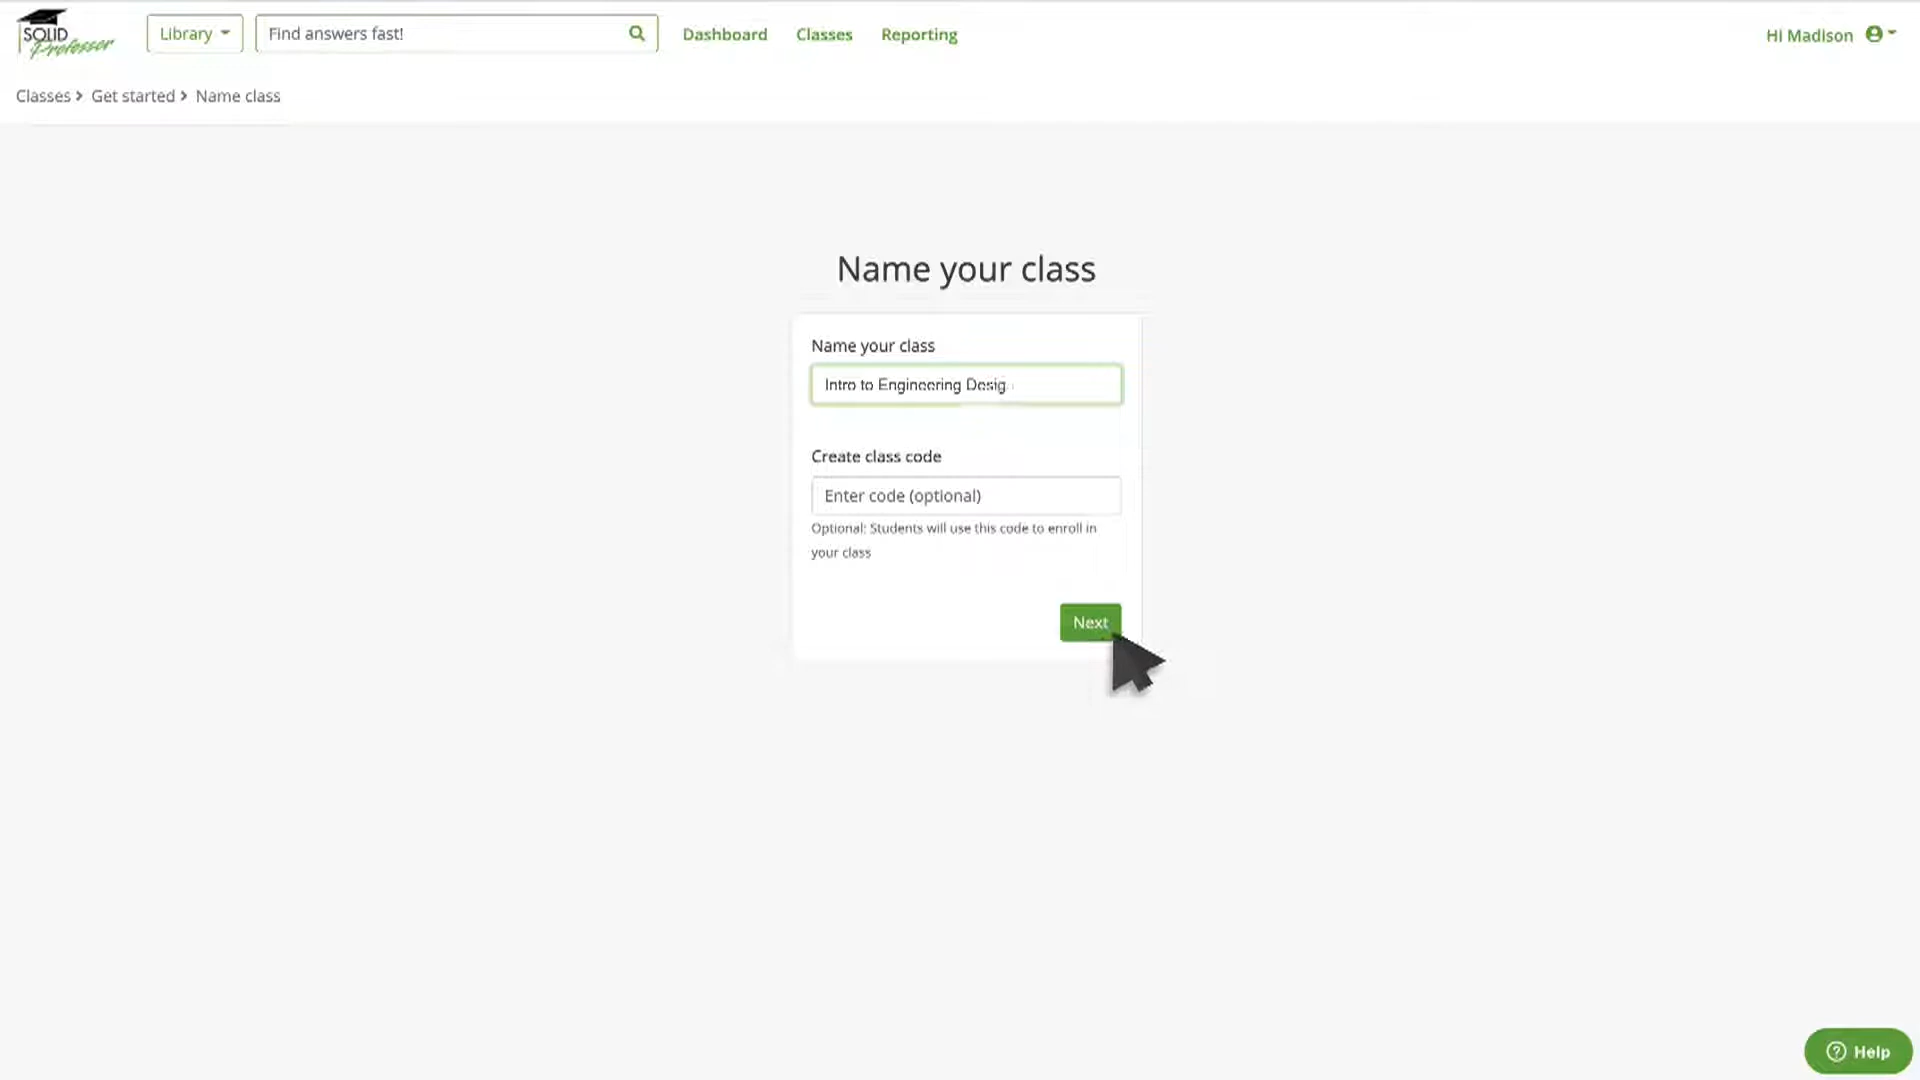 SOLID
Professer
Library
Find answers fast!
Dashboard
Classes
Reporting
Hi Madison
Classes > Get started > Name class
Name your class
Name your class
Intro to Engineering Desig
Create class code
Enter code (optional)
Optional: Students will use this code to enroll in
your class
Next
Help